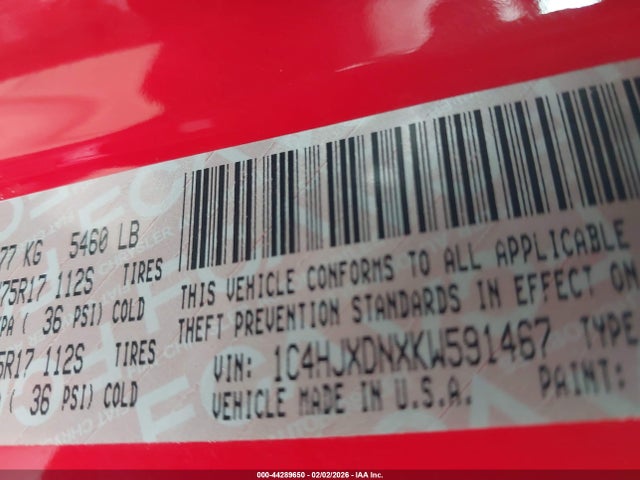 77 KG 5460 LB
75R17 112S TIRES
PA ( 36 PSI) COLD
5R17 112S TIRES
( 36 PSI) COLD
THIS VEHICLE CONFORMS TO ALL APPLICABLE
THEFT PREVENTION STANDARDS IN EFFECT ON
VIN: 1C4HJXDNXKW591467 TYPE
VEHICLE MADE IN U.S.A. PAINT:
000-44289650 - 02/02/2026 - IAA Inc.